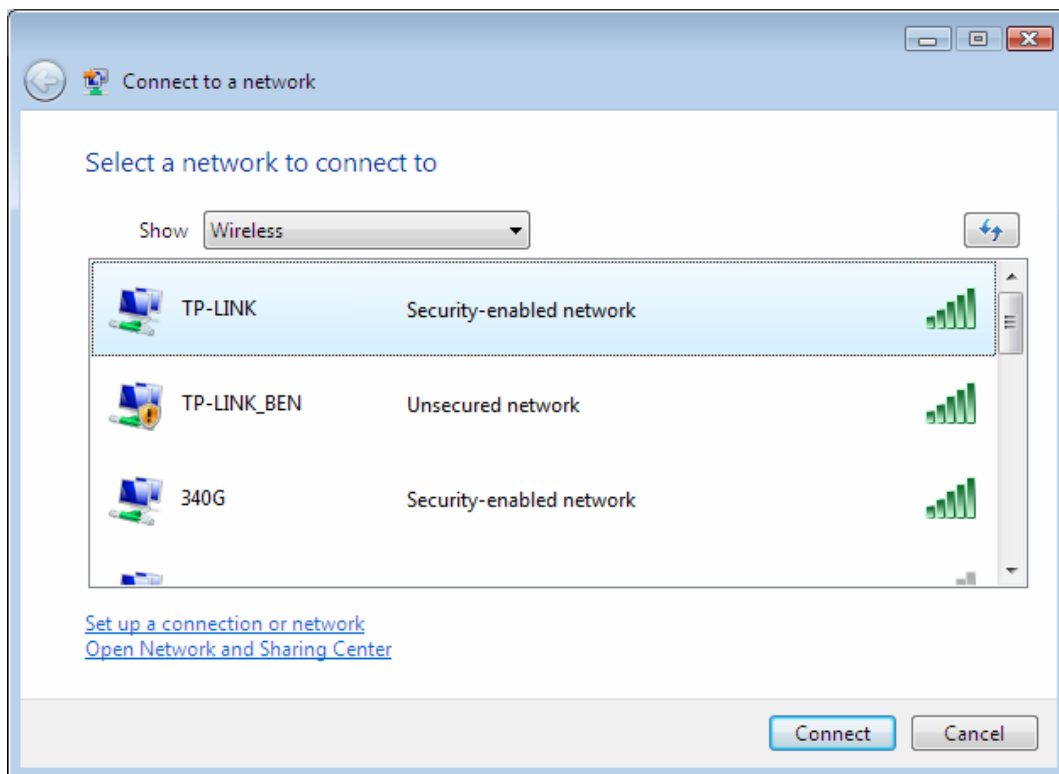 Connect to a network
Select a network to connect to
Show Wireless
TP-LINK Security-enabled network
TP-LINK_BEN Unsecured network
340G Security-enabled network
Set up a connection or network
Open Network and Sharing Center
Connect Cancel